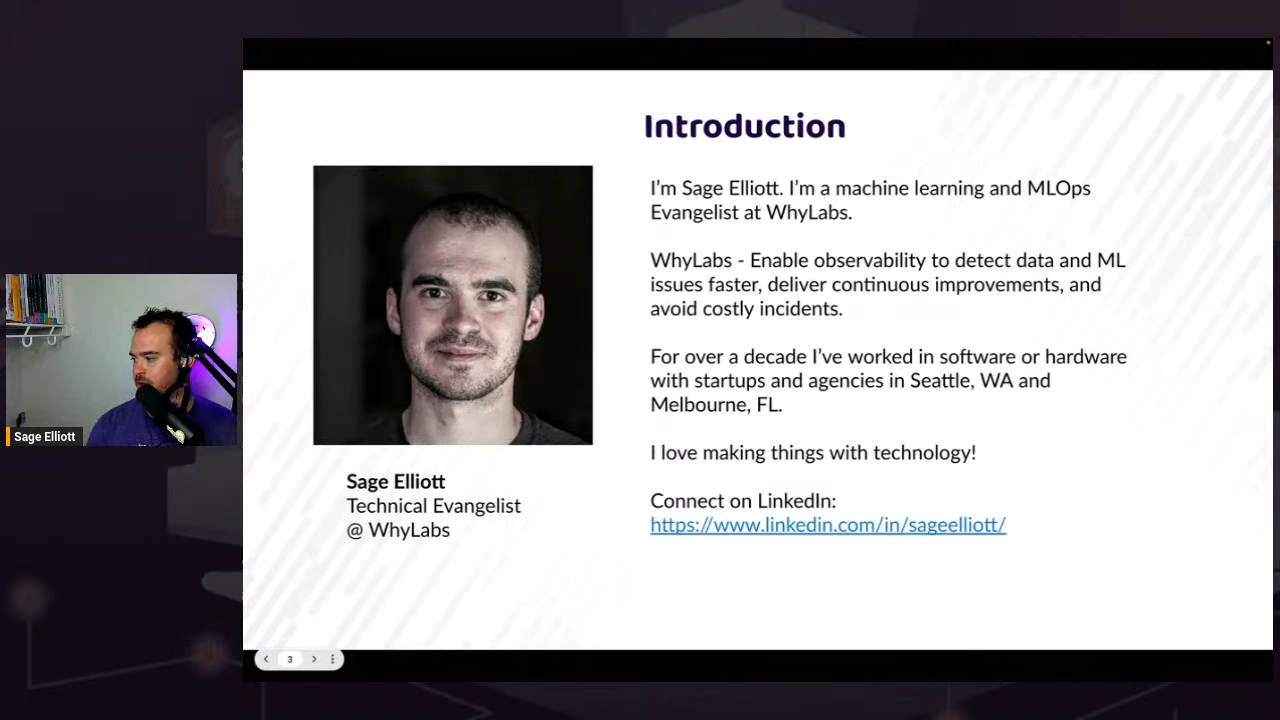 Introduction
I'm Sage Elliott. I'm a machine learning and MLOps
Evangelist at WhyLabs.
WhyLabs - Enable observability to detect data and ML
issues faster, deliver continuous improvements, and
avoid costly incidents.
For over a decade I've worked in software or hardware
with startups and agencies in Seattle, WA and
Melbourne, FL.
I love making things with technology!
Connect on LinkedIn:
https://www.linkedin.com/in/sageelliott/
Sage Elliott
Technical Evangelist
@ WhyLabs
Sage Elliott
3